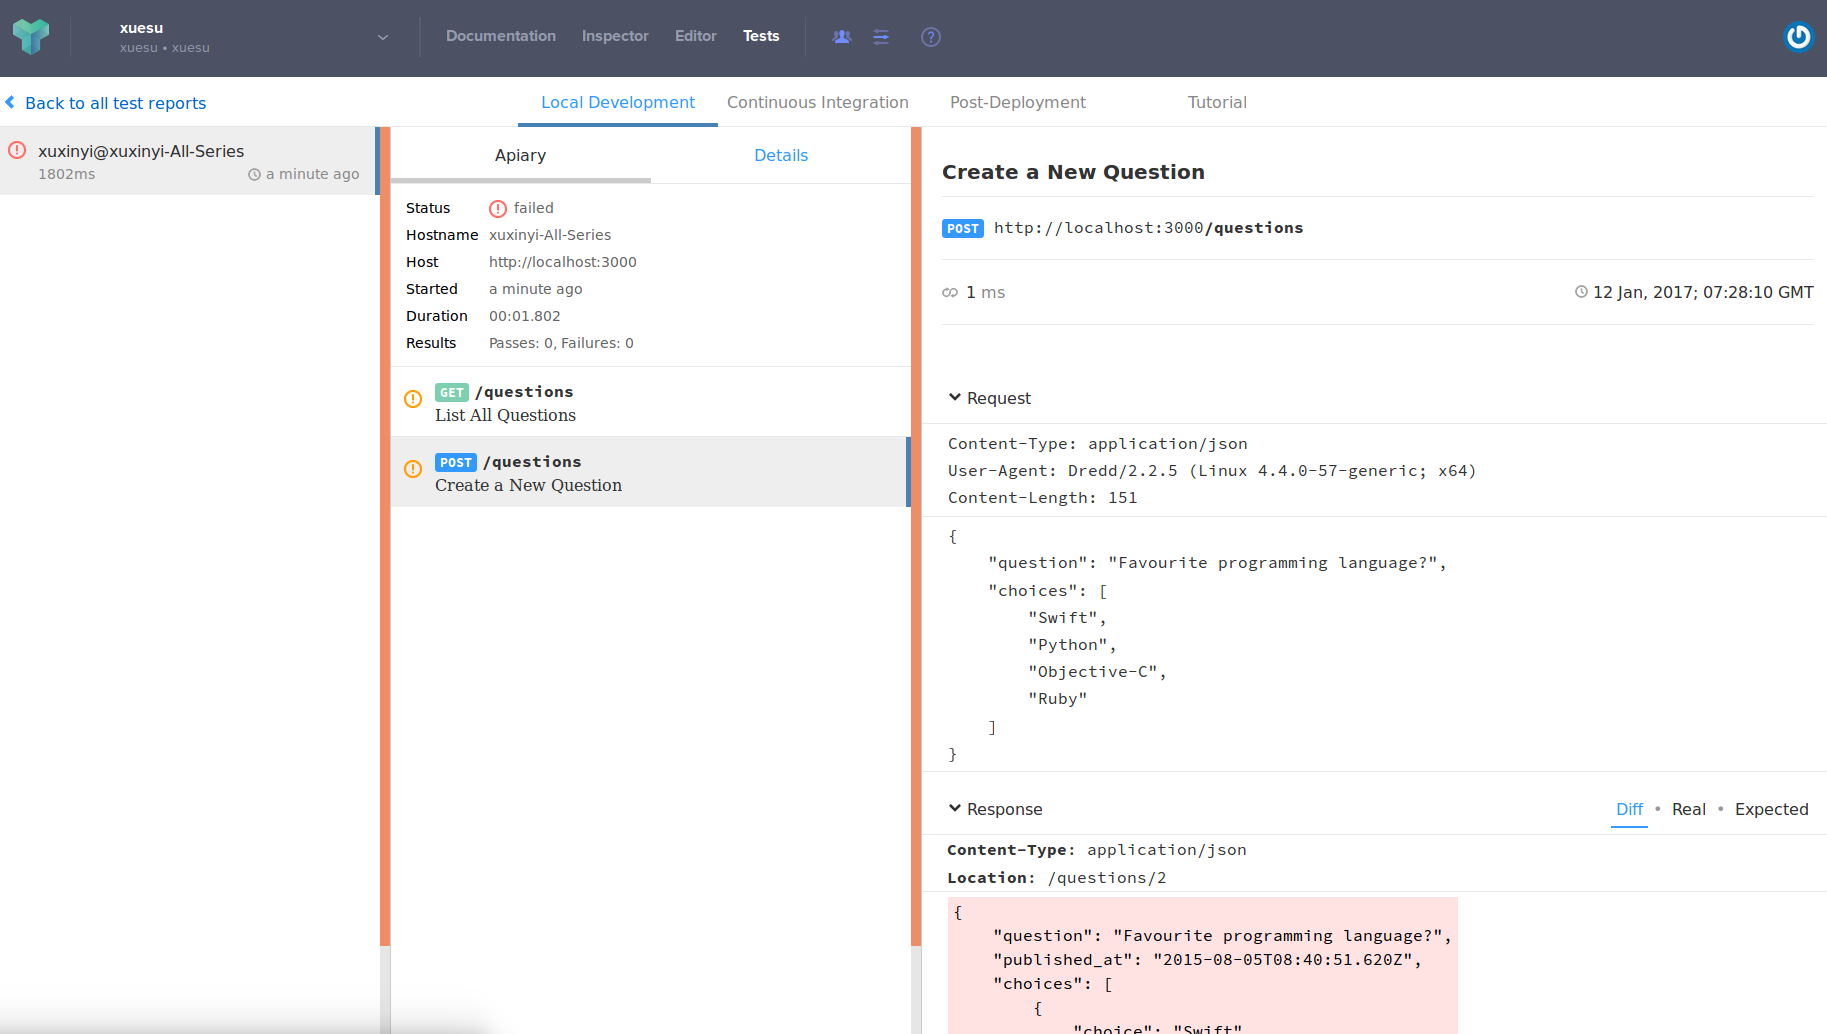 xuesu
xuesu • xuesu
Documentation Inspector Editor Tests
?
Back to all test reports
Local Development Continuous Integration Post-Deployment Tutorial
xuxinyi@xuxinyi-All-Series
1802ms a minute ago
Apiary Details
Status failed
Hostname xuxinyi-All-Series
Host http://localhost:3000
Started a minute ago
Duration 00:01.802
Results Passes: 0, Failures: 0
GET /questions
List All Questions
POST /questions
Create a New Question
Create a New Question
POST http://localhost:3000/questions
1 ms 12 Jan, 2017; 07:28:10 GMT
Request
Content-Type: application/json
User-Agent: Dredd/2.2.5 (Linux 4.4.0-57-generic; x64)
Content-Length: 151
{
"question": "Favourite programming language?",
"choices": [
"Swift",
"Python",
"Objective-C",
"Ruby"
]
}
Response Diff • Real • Expected
Content-Type: application/json
Location: /questions/2
{
"question": "Favourite programming language?",
"published_at": "2015-08-05T08:40:51.620Z",
"choices": [
{
"choice": "Swift"